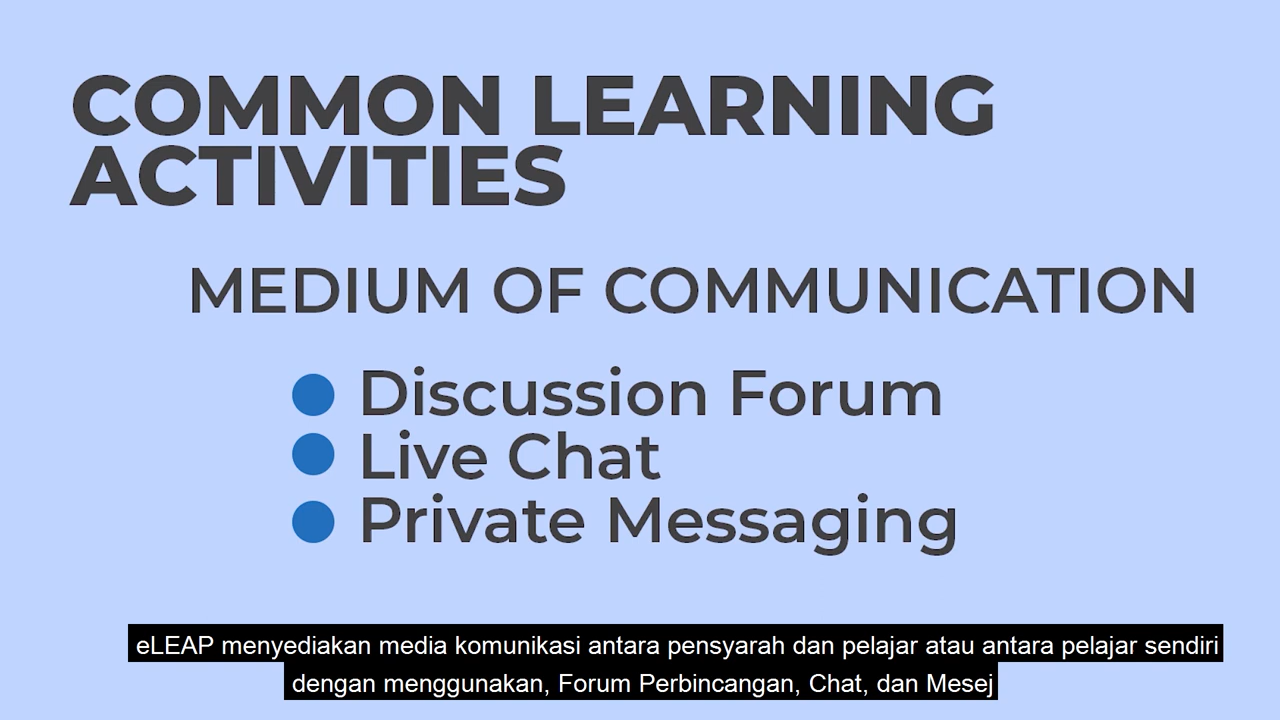 COMMON LEARNING
ACTIVITIES
MEDIUM OF COMMUNICATION
Discussion Forum
Live Chat
Private Messaging
eLEAP menyediakan media komunikasi antara pensyarah dan pelajar atau antara pelajar sendiri
dengan menggunakan, Forum Perbincangan, Chat, dan Mesej